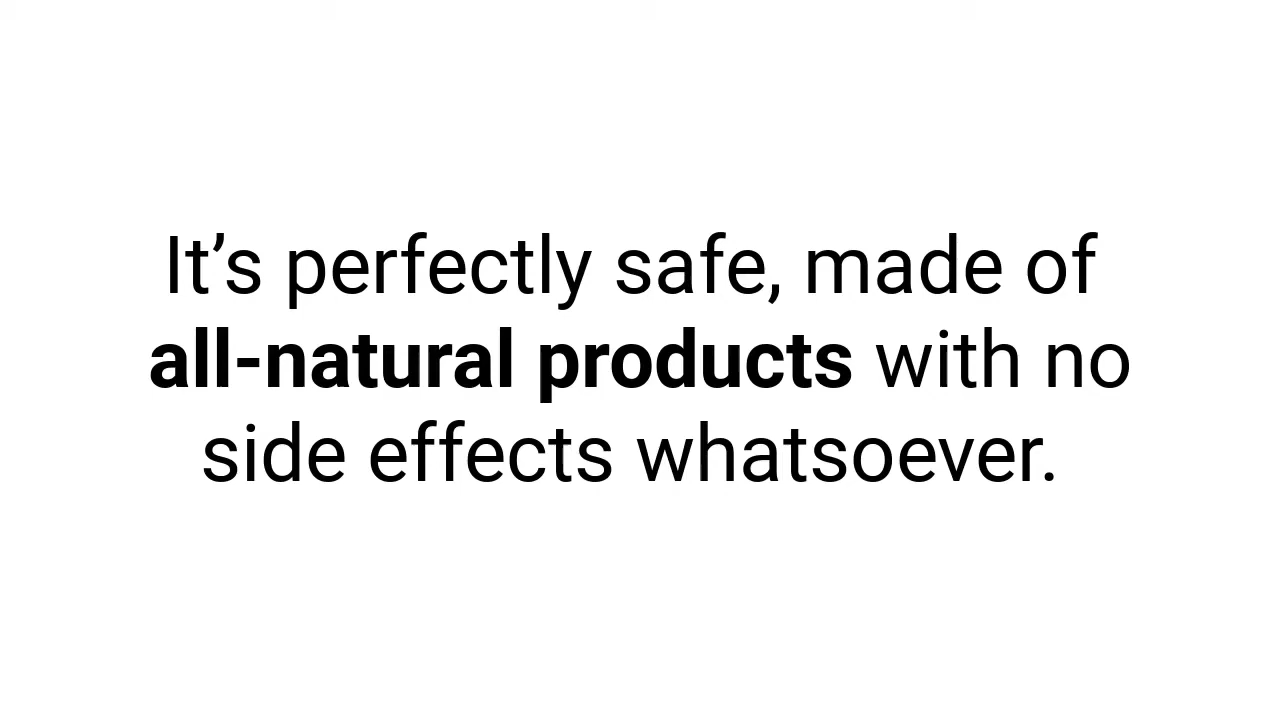 It’s perfectly safe, made of
all-natural products with no
side effects whatsoever.